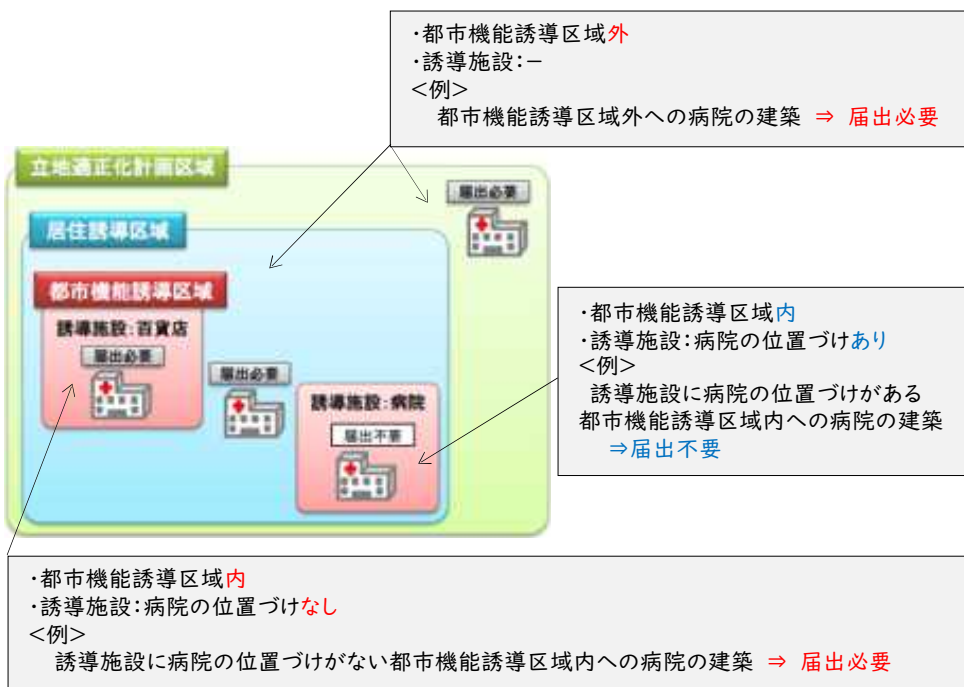 ・都市機能誘導区域外
・誘導施設：－
＜例＞
都市機能誘導区域外への病院の建築 ⇒ 届出必要
立地適正化計画区域
届出必要
居住誘導区域
都市機能誘導区域
誘導施設：百貨店
届出必要
届出必要
誘導施設：病院
届出不要
・都市機能誘導区域内
・誘導施設：病院の位置づけあり
＜例＞
誘導施設に病院の位置づけがある
都市機能誘導区域内への病院の建築
⇒届出不要
・都市機能誘導区域内
・誘導施設：病院の位置づけなし
＜例＞
誘導施設に病院の位置づけがない都市機能誘導区域内への病院の建築 ⇒ 届出必要